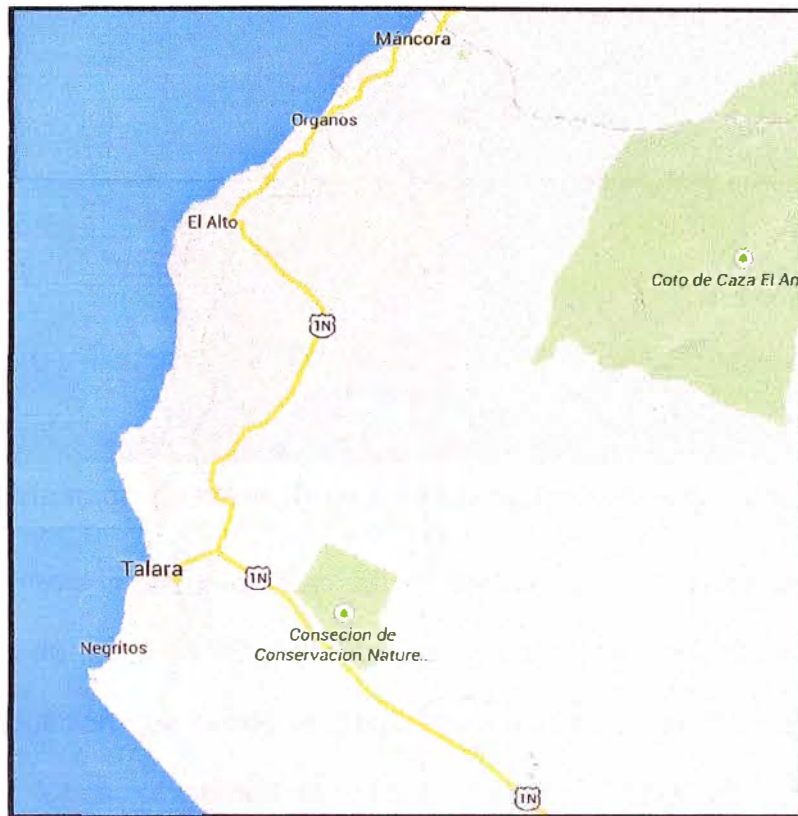 Máncora
Organos
El Alto
1N
Coto de Caza El An
Talara
1N
Consecion de
Conservacion Nature..
Negritos
1N